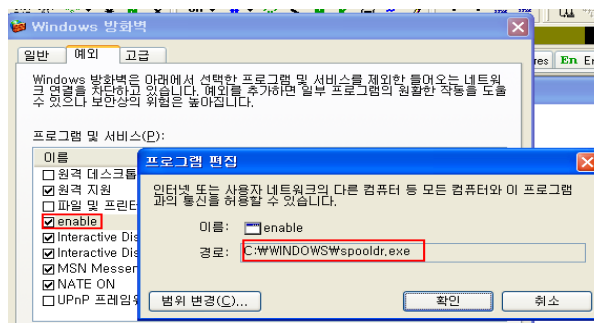 Windows 방화벽
일반 예외 고급
En
Windows 방화벽은 아래에서 선택한 프로그램 및 서비스를 제외한 들어오는 네트워
크 연결을 차단하고 있습니다. 예외를 추가하면 일부 프로그램의 원활한 작동을 도울
수 있으나 보안상의 위험은 높아집니다.
프로그램 및 서비스(P):
이름
원격 데스크톱
원격 지원
파일 및 프린터
enable
Interactive Dis
Interactive Dis
MSN Messen
NATE ON
UPnP 프레임워
프로그램 편집
인터넷 또는 사용자 네트워크의 다른 컴퓨터 등 모든 컴퓨터와 이 프로그램
과의 통신을 허용할 수 있습니다.
이름: enable
경로: C:₩WINDOWS₩spooldr.exe
범위 변경(C)... 확인 취소